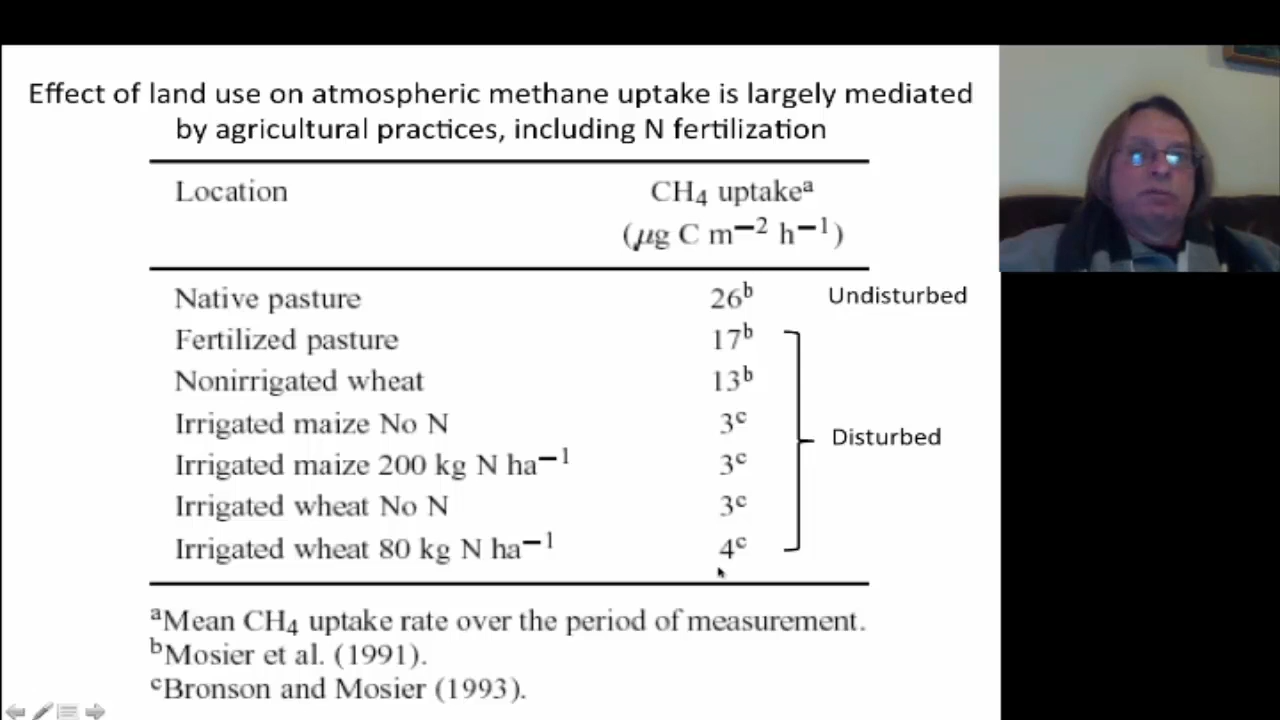 Effect of land use on atmospheric methane uptake is largely mediated
by agricultural practices, including N fertilization
Location CH₄ uptakeᵃ
(μg C m⁻² h⁻¹)
Native pasture 26ᵇ Undisturbed
Fertilized pasture 17ᵇ
Nonirrigated wheat 13ᵇ
Irrigated maize No N 3ᶜ
Disturbed
Irrigated maize 200 kg N ha⁻¹ 3ᶜ
Irrigated wheat No N 3ᶜ
Irrigated wheat 80 kg N ha⁻¹ 4ᶜ
ᵃMean CH₄ uptake rate over the period of measurement.
ᵇMosier et al. (1991).
ᶜBronson and Mosier (1993).